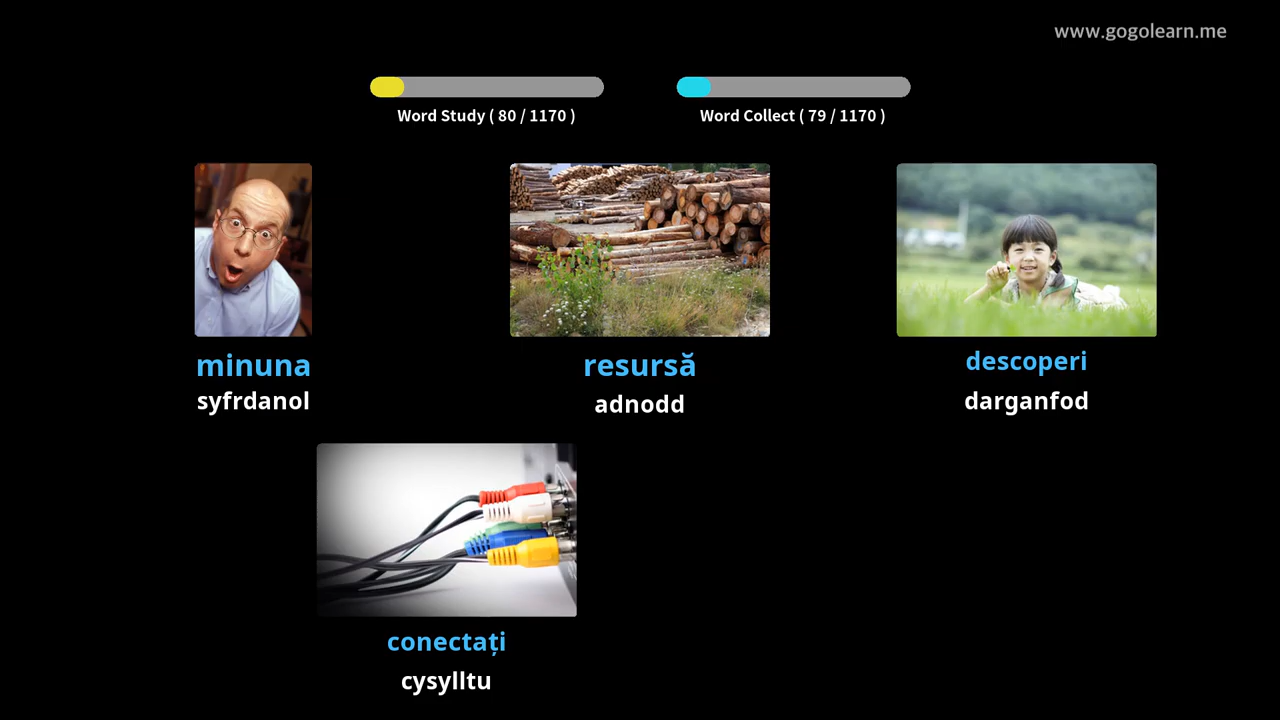 www.gogolearn.me
Word Study ( 80 / 1170 )
Word Collect ( 79 / 1170 )
minuna
syfrdanol
resursă
adnodd
descoperi
darganfod
conectați
cysylltu